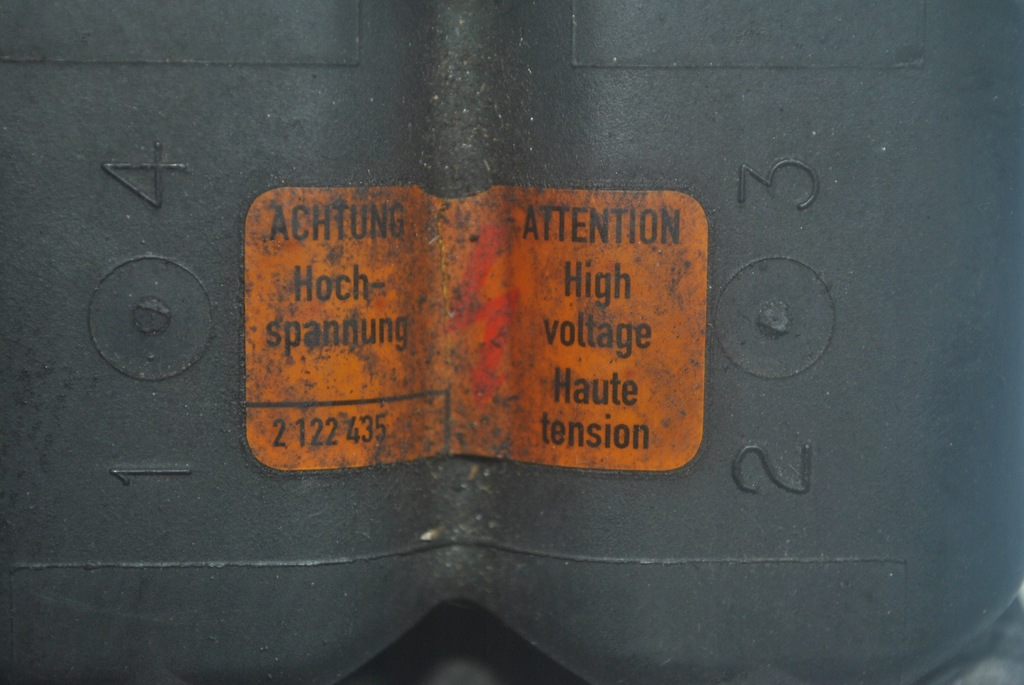 4
3
ACHTUNG
Hoch-
spannung
2 122 435
ATTENTION
High
voltage
Haute
tension
1
2